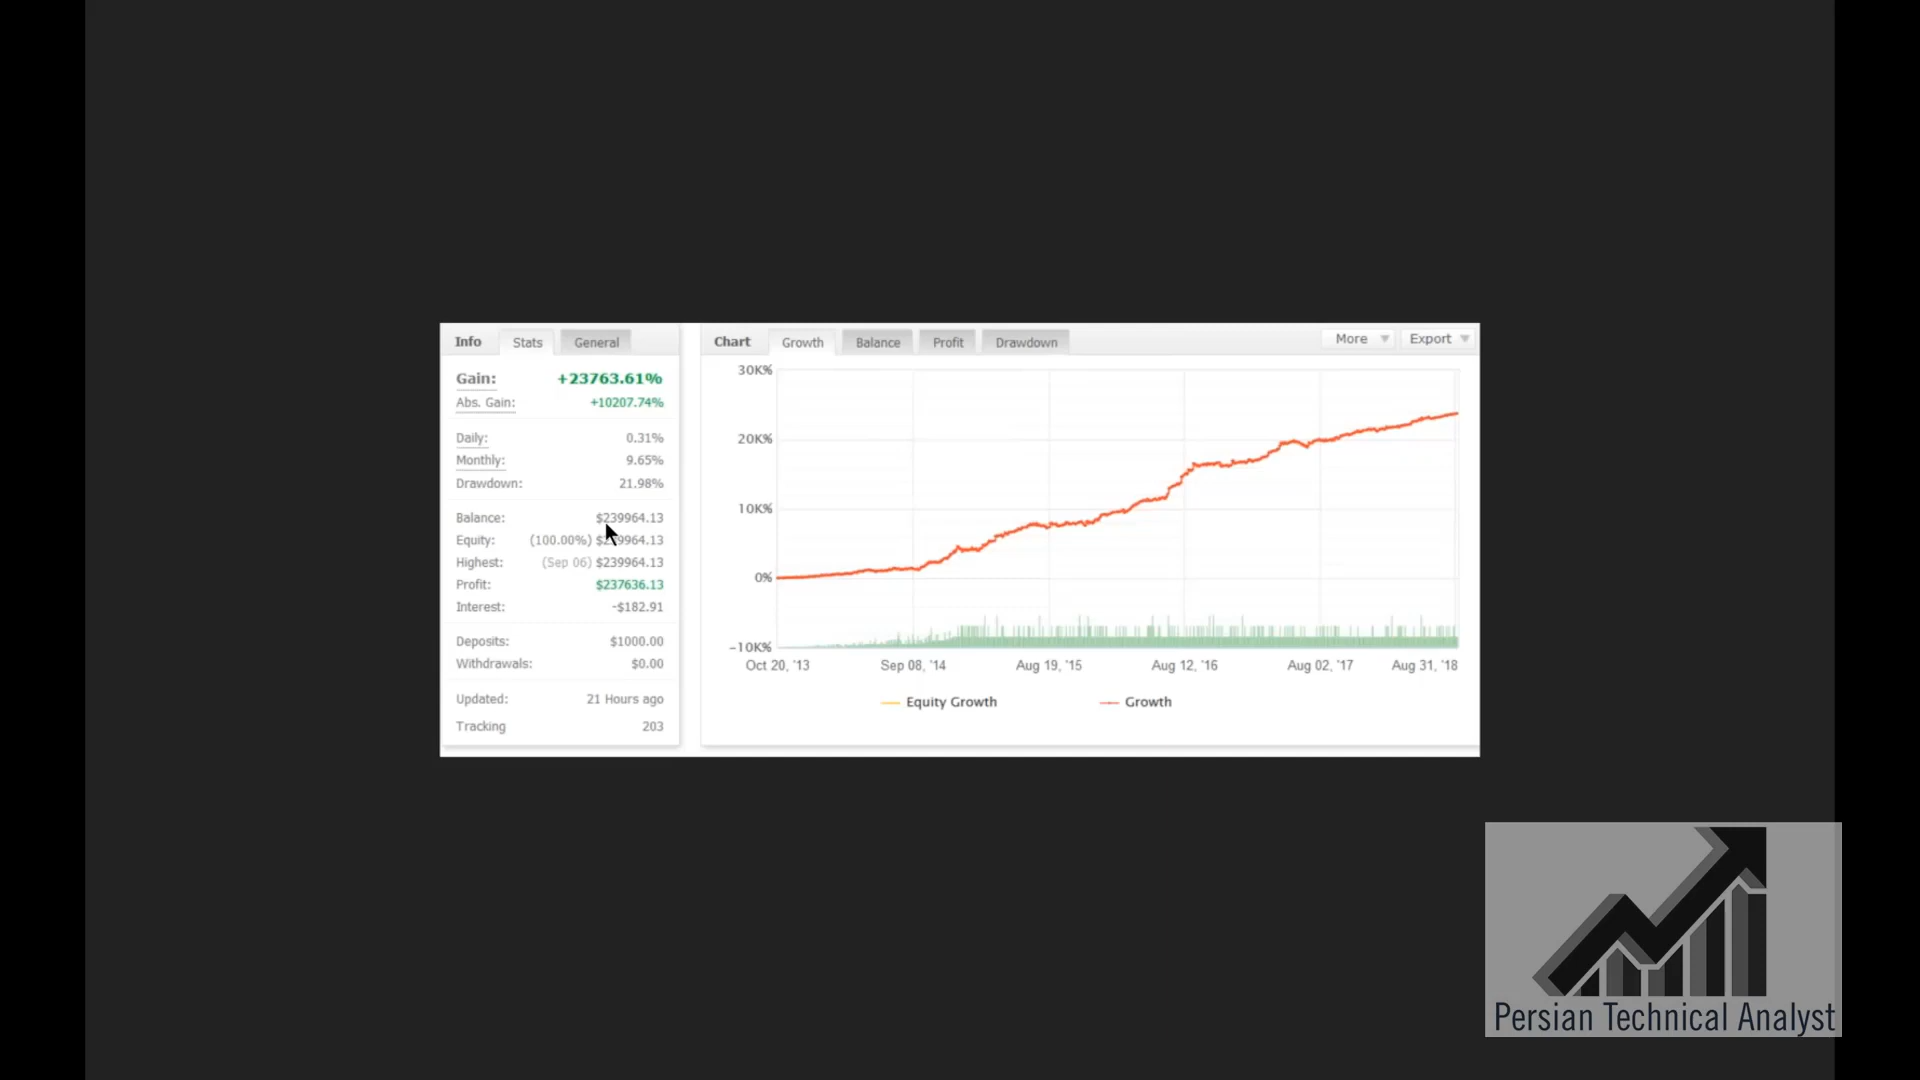 Info Stats General
Gain: +23763.61%
Abs. Gain: +10207.74%
Daily: 0.31%
Monthly: 9.65%
Drawdown: 21.98%
Balance: $239964.13
Equity: (100.00%) $239964.13
Highest: (Sep 06) $239964.13
Profit: $237636.13
Interest: -$182.91
Deposits: $1000.00
Withdrawals: $0.00
Updated: 21 Hours ago
Tracking 203
Chart Growth Balance Profit Drawdown More Export
30K%
20K%
10K%
0%
-10K%
Oct 20, '13 Sep 08, '14 Aug 19, '15 Aug 12, '16 Aug 02, '17 Aug 31, '18
Equity Growth Growth
Persian Technical Analyst